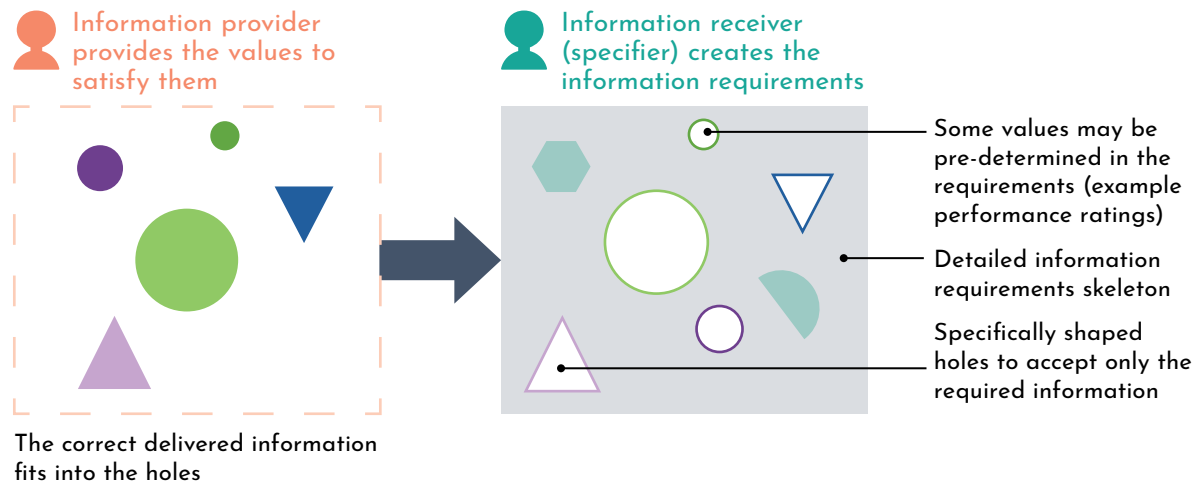 Information provider
provides the values to
satisfy them
Information receiver
(specifier) creates the
information requirements
Some values may be
pre-determined in the
requirements (example
performance ratings)
Detailed information
requirements skeleton
Specifically shaped
holes to accept only the
required information
The correct delivered information
fits into the holes